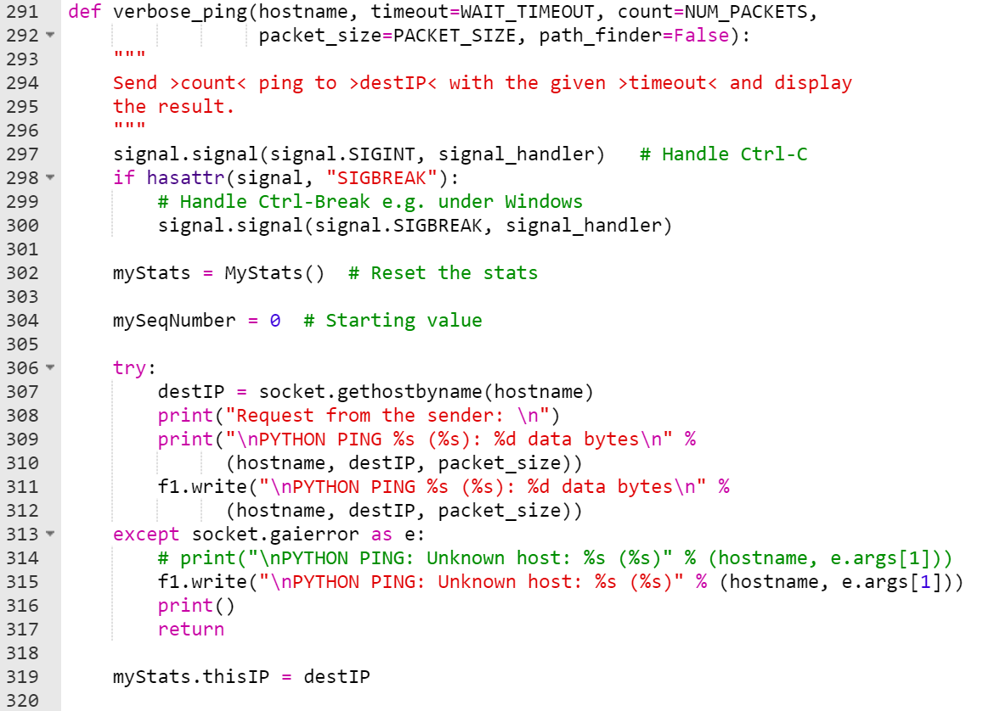 291 def verbose_ping(hostname, timeout=WAIT_TIMEOUT, count=NUM_PACKETS,
292                  packet_size=PACKET_SIZE, path_finder=False):
293     """
294     Send >count< ping to >destIP< with the given >timeout< and display
295     the result.
296     """
297     signal.signal(signal.SIGINT, signal_handler)   # Handle Ctrl-C
298     if hasattr(signal, "SIGBREAK"):
299         # Handle Ctrl-Break e.g. under Windows
300         signal.signal(signal.SIGBREAK, signal_handler)
301
302     myStats = MyStats()  # Reset the stats
303
304     mySeqNumber = 0  # Starting value
305
306     try:
307         destIP = socket.gethostbyname(hostname)
308         print("Request from the sender: \n")
309         print("\nPYTHON PING %s (%s): %d data bytes\n" %
310               (hostname, destIP, packet_size))
311         f1.write("\nPYTHON PING %s (%s): %d data bytes\n" %
312               (hostname, destIP, packet_size))
313     except socket.gaierror as e:
314         # print("\nPYTHON PING: Unknown host: %s (%s)" % (hostname, e.args[1]))
315         f1.write("\nPYTHON PING: Unknown host: %s (%s)" % (hostname, e.args[1]))
316         print()
317         return
318
319     myStats.thisIP = destIP
320